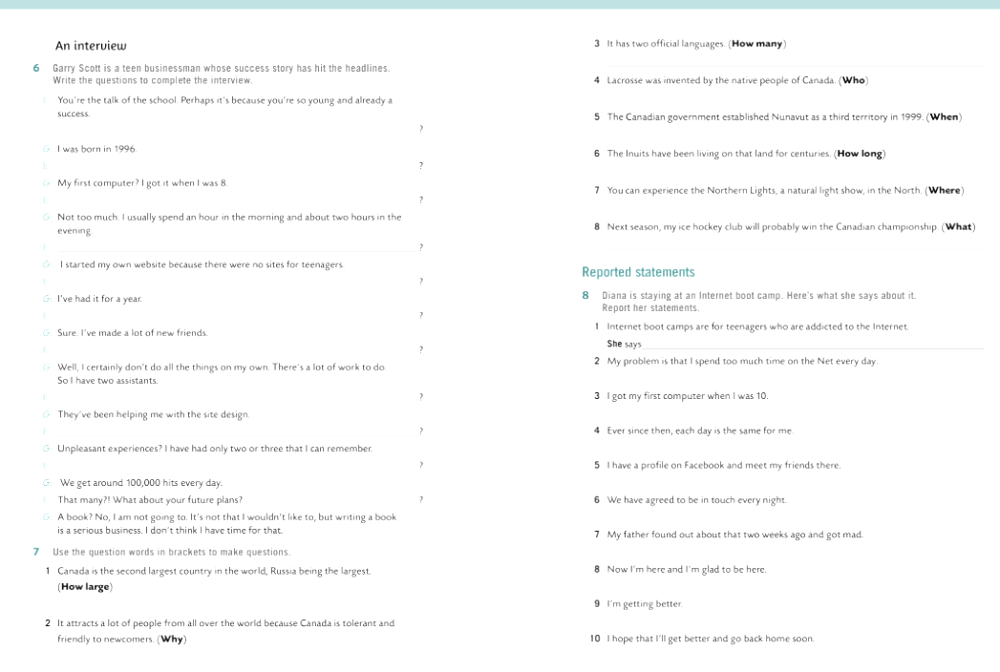 An interview
6 Garry Scott is a teen businessman whose success story has hit the headlines.
Write the questions to complete the interview.
I: You're the talk of the school. Perhaps it's because you're so young and already a
success.
?
G: I was born in 1996.
I: ?
G: My first computer? I got it when I was 8.
I: ?
G: Not too much. I usually spend an hour in the morning and about two hours in the
evening.
I: ?
G: I started my own website because there were no sites for teenagers.
I: ?
G: I've had it for a year.
I: ?
G: Sure. I've made a lot of new friends.
I: ?
G: Well, I certainly don't do all the things on my own. There's a lot of work to do.
So I have two assistants.
I: ?
G: They've been helping me with the site design.
I: ?
G: Unpleasant experiences? I have had only two or three that I can remember.
I: ?
G: We get around 100,000 hits every day.
I: That many?! What about your future plans? ?
G: A book? No, I am not going to. It's not that I wouldn't like to, but writing a book
is a serious business. I don't think I have time for that.
7 Use the question words in brackets to make questions.
1 Canada is the second largest country in the world, Russia being the largest.
(How large)
2 It attracts a lot of people from all over the world because Canada is tolerant and
friendly to newcomers. (Why)
3 It has two official languages. (How many)
4 Lacrosse was invented by the native people of Canada. (Who)
5 The Canadian government established Nunavut as a third territory in 1999. (When)
6 The Inuits have been living on that land for centuries. (How long)
7 You can experience the Northern Lights, a natural light show, in the North. (Where)
8 Next season, my ice hockey club will probably win the Canadian championship. (What)
Reported statements
8 Diana is staying at an Internet boot camp. Here's what she says about it.
Report her statements.
1 Internet boot camps are for teenagers who are addicted to the Internet.
She says
2 My problem is that I spend too much time on the Net every day.
3 I got my first computer when I was 10.
4 Ever since then, each day is the same for me.
5 I have a profile on Facebook and meet my friends there.
6 We have agreed to be in touch every night.
7 My father found out about that two weeks ago and got mad.
8 Now I'm here and I'm glad to be here.
9 I'm getting better.
10 I hope that I'll get better and go back home soon.